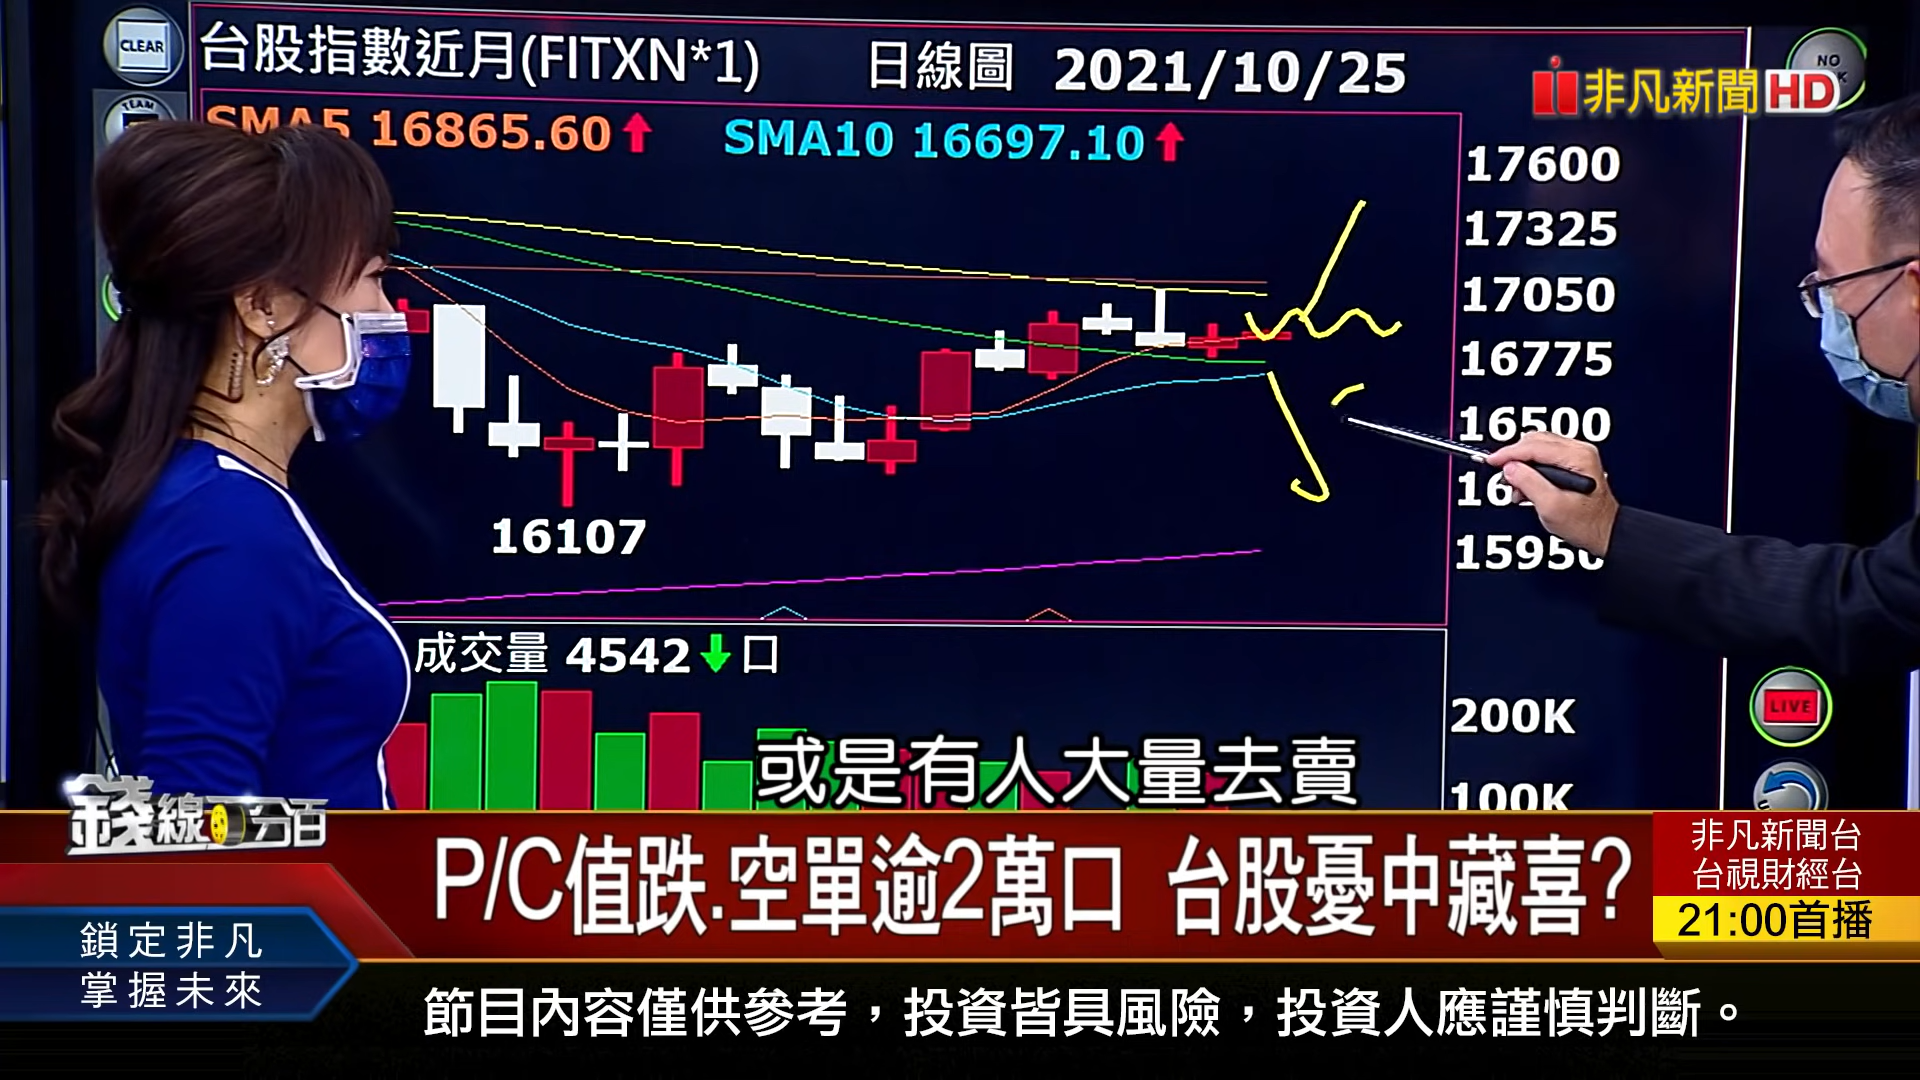 CLEAR
台股指數近月(FITXN*1) 日線圖 2021/10/25
NO
非凡新聞HD
TEAM
SMA5 16865.60 SMA10 16697.10
17600
17325
17050
16775
16500
15950
16107
成交量 4542 口
200K
100K
LIVE
或是有人大量去賣
錢線百分百
P/C值跌.空單逾2萬口 台股憂中藏喜?
非凡新聞台
台視財經台
21:00首播
鎖定非凡
掌握未來
節目內容僅供參考，投資皆具風險，投資人應謹慎判斷。